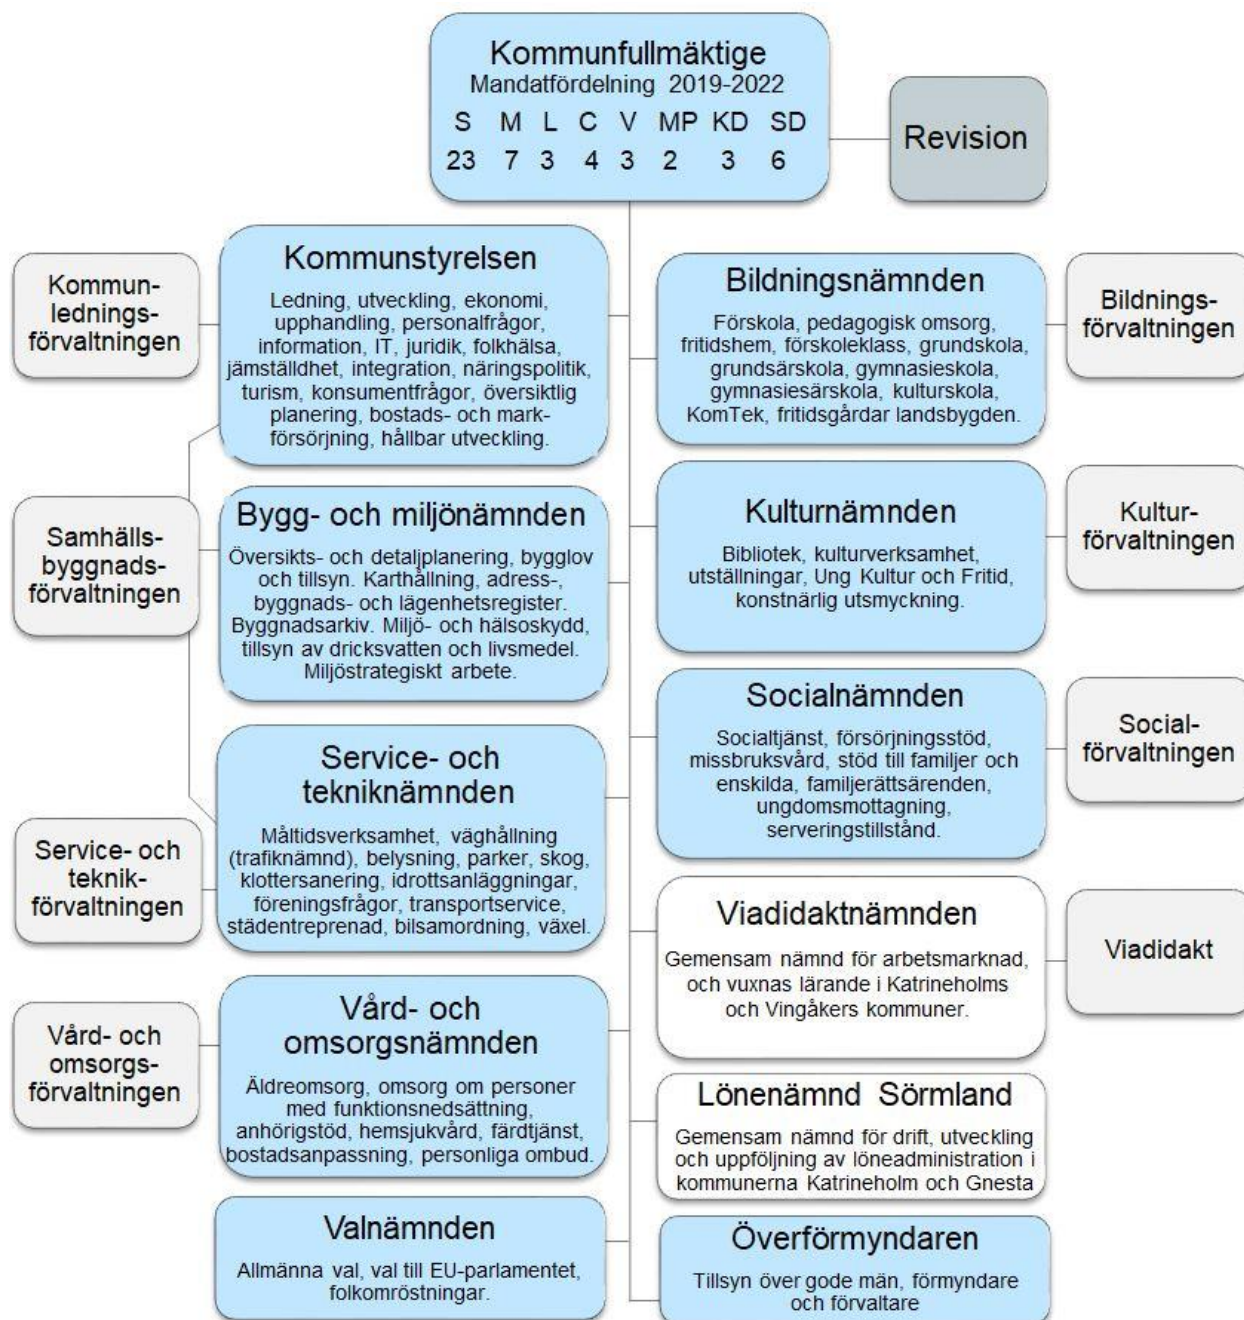 Kommunfullmäktige
Mandatfördelning 2019-2022
S M L C V MP KD SD
23 7 3 4 3 2 3 6
Revision
Kommun-
lednings-
förvaltningen
Kommunstyrelsen
Ledning, utveckling, ekonomi,
upphandling, personalfrågor,
information, IT, juridik, folkhälsa,
jämställdhet, integration, näringspolitik,
turism, konsumentfrågor, översiktlig
planering, bostads- och mark-
försörjning, hållbar utveckling.
Bildningsnämnden
Förskola, pedagogisk omsorg,
fritidshem, förskoleklass, grundskola,
grundsärskola, gymnasieskola,
gymnasiesärskola, kulturskola,
KomTek, fritidsgårdar landsbygden.
Bildnings-
förvaltningen
Samhälls-
byggnads-
förvaltningen
Bygg- och miljönämnden
Översikts- och detaljplanering, bygglov
och tillsyn. Karthållning, adress-,
byggnads- och lägenhetsregister.
Byggnadsarkiv. Miljö- och hälsoskydd,
tillsyn av dricksvatten och livsmedel.
Miljöstrategiskt arbete.
Kulturnämnden
Bibliotek, kulturverksamhet,
utställningar, Ung Kultur och Fritid,
konstnärlig utsmyckning.
Kultur-
förvaltningen
Service- och
tekniknämnden
Måltidsverksamhet, väghållning
(trafiknämnd), belysning, parker, skog,
klottersanering, idrottsanläggningar,
föreningsfrågor, transportservice,
städentreprenad, bilsamordning, växel.
Service- och
teknik-
förvaltningen
Socialnämnden
Socialtjänst, försörjningsstöd,
missbruksvård, stöd till familjer och
enskilda, familjerättsärenden,
ungdomsmottagning,
serveringstillstånd.
Social-
förvaltningen
Viadidaktnämnden
Gemensam nämnd för arbetsmarknad,
och vuxnas lärande i Katrineholms
och Vingåkers kommuner.
Viadidakt
Vård- och
omsorgs-
förvaltningen
Vård- och
omsorgsnämnden
Äldreomsorg, omsorg om personer
med funktionsnedsättning,
anhörigstöd, hemsjukvård, färdtjänst,
bostadsanpassning, personliga ombud.
Lönenämnd Sörmland
Gemensam nämnd för drift, utveckling
och uppföljning av löneadministration i
kommunerna Katrineholm och Gnesta
Valnämnden
Allmänna val, val till EU-parlamentet,
folkomröstningar.
Överförmyndaren
Tillsyn över gode män, förmyndare
och förvaltare